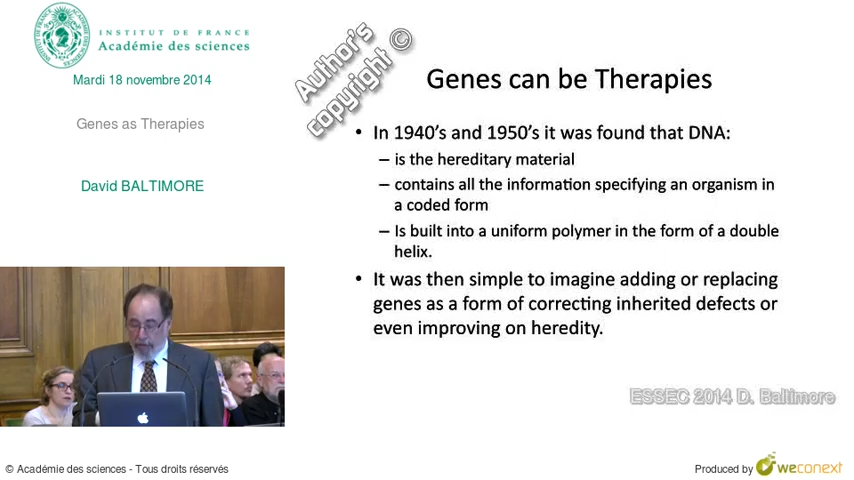 INSTITUT DE FRANCE
Académie des sciences
Mardi 18 novembre 2014
Genes as Therapies
David BALTIMORE
Author's
copyright ©
Genes can be Therapies
• In 1940's and 1950's it was found that DNA:
– is the hereditary material
– contains all the information specifying an organism in
a coded form
– Is built into a uniform polymer in the form of a double
helix.
• It was then simple to imagine adding or replacing
genes as a form of correcting inherited defects or
even improving on heredity.
ESSEC 2014 D. Baltimore
© Académie des sciences - Tous droits réservés
Produced by weconext